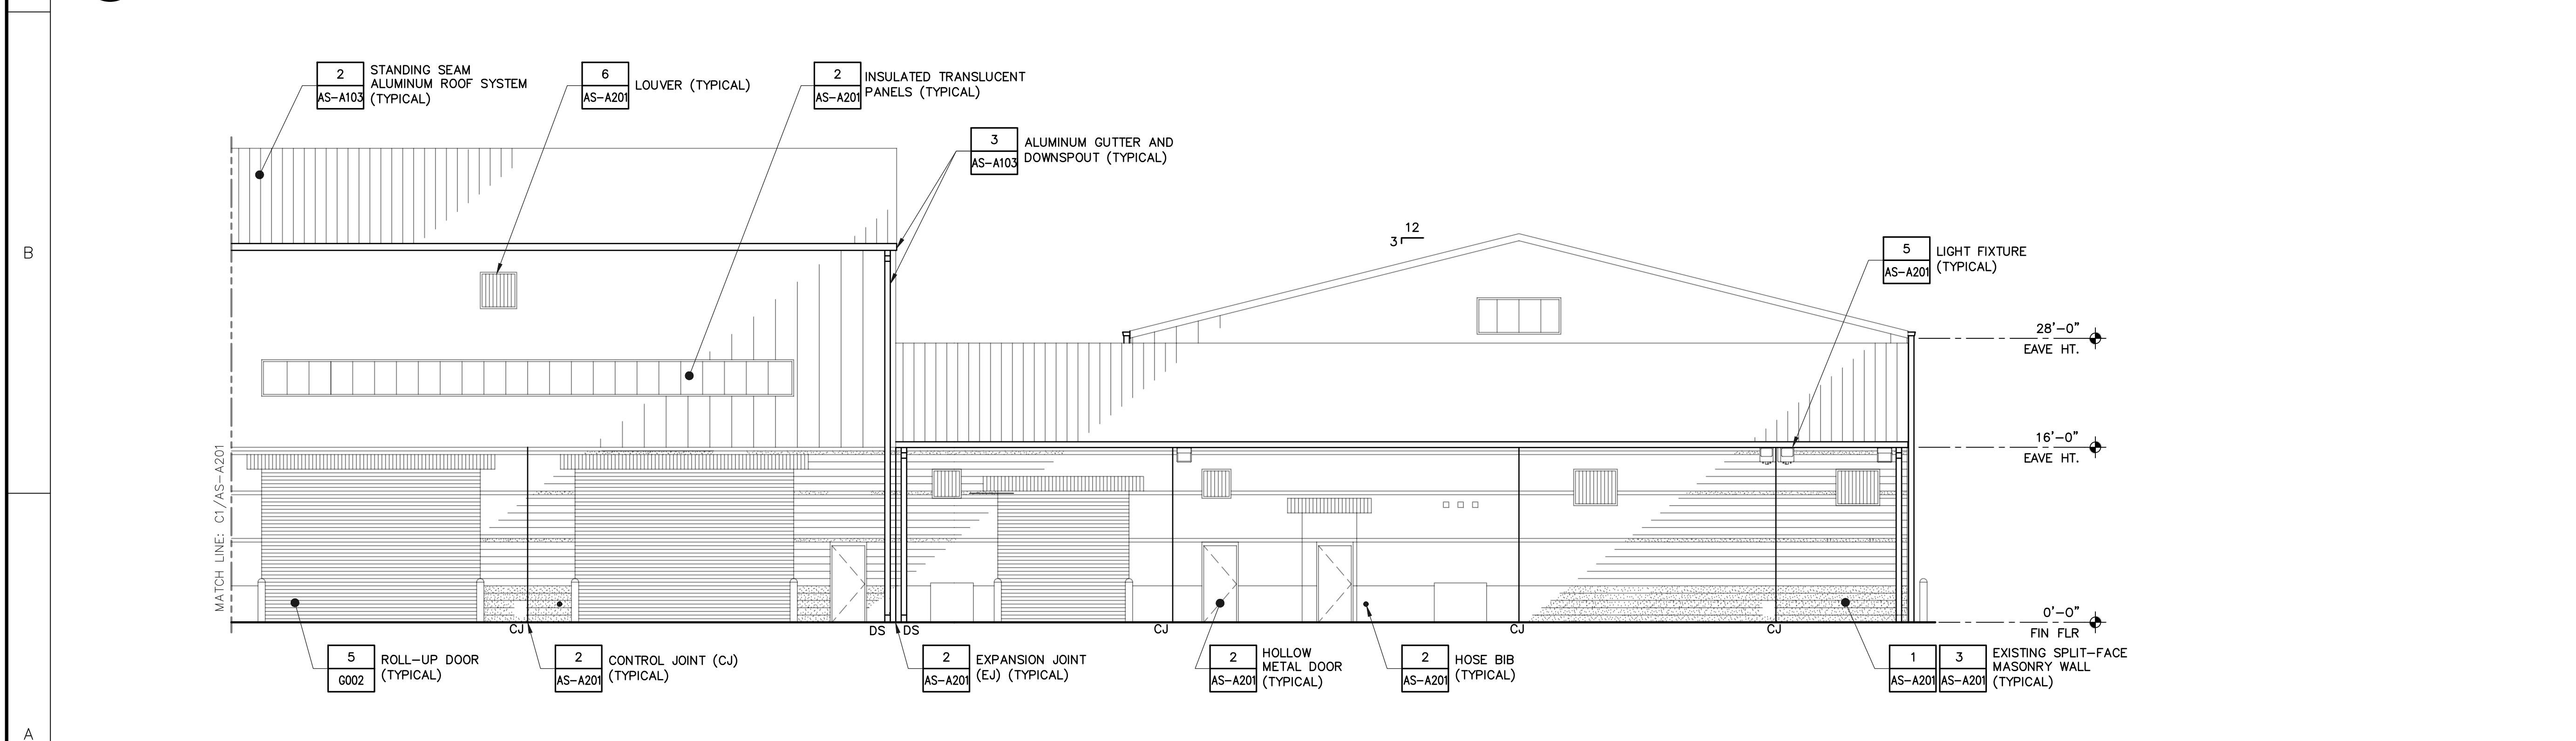 2
AS-A103
STANDING SEAM
ALUMINUM ROOF SYSTEM
(TYPICAL)
6
AS-A201
LOUVER (TYPICAL)
2
AS-A201
INSULATED TRANSLUCENT
PANELS (TYPICAL)
3
AS-A103
ALUMINUM GUTTER AND
DOWNSPOUT (TYPICAL)
12
3
5
AS-A201
LIGHT FIXTURE
(TYPICAL)
B
28'-0"
EAVE HT.
16'-0"
EAVE HT.
0'-0"
FIN FLR
MATCH LINE: C1/AS-A201
CJ
DS
DS
CJ
CJ
CJ
5
G002
ROLL-UP DOOR
(TYPICAL)
2
AS-A201
CONTROL JOINT (CJ)
(TYPICAL)
2
AS-A201
EXPANSION JOINT
(EJ) (TYPICAL)
2
AS-A201
HOLLOW
METAL DOOR
(TYPICAL)
2
AS-A201
HOSE BIB
(TYPICAL)
1
AS-A201
3
AS-A201
EXISTING SPLIT-FACE
MASONRY WALL
(TYPICAL)
A